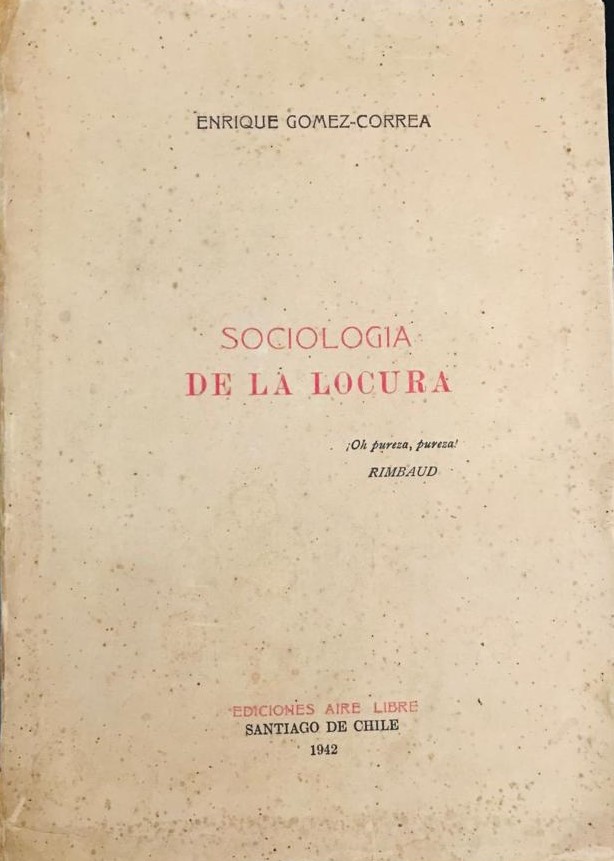 ENRIQUE GOMEZ-CORREA
SOCIOLOGIA
DE LA LOCURA
¡Oh pureza, pureza!
RIMBAUD
EDICIONES AIRE LIBRE
SANTIAGO DE CHILE
1942